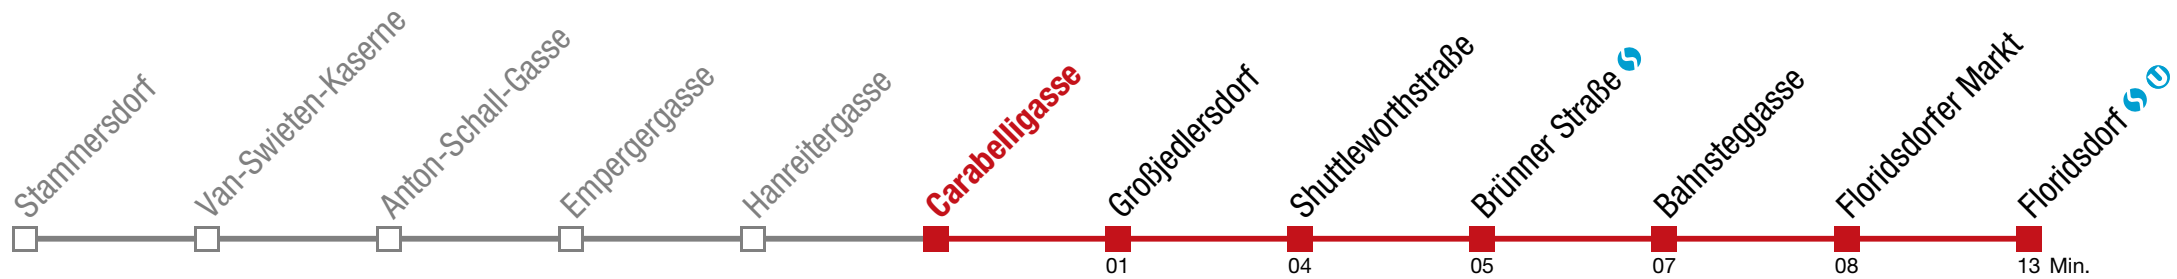 Stammersdorf
Van-Swieten-Kaserne
Anton-Schall-Gasse
Empergergasse
Hanreitergasse
Carabelligasse
Großjedlersdorf
Shuttleworthstraße
Brünner Straße S
Bahnsteggasse
Floridsdorfer Markt
Floridsdorf S U
01 04 05 07 08 13 Min.